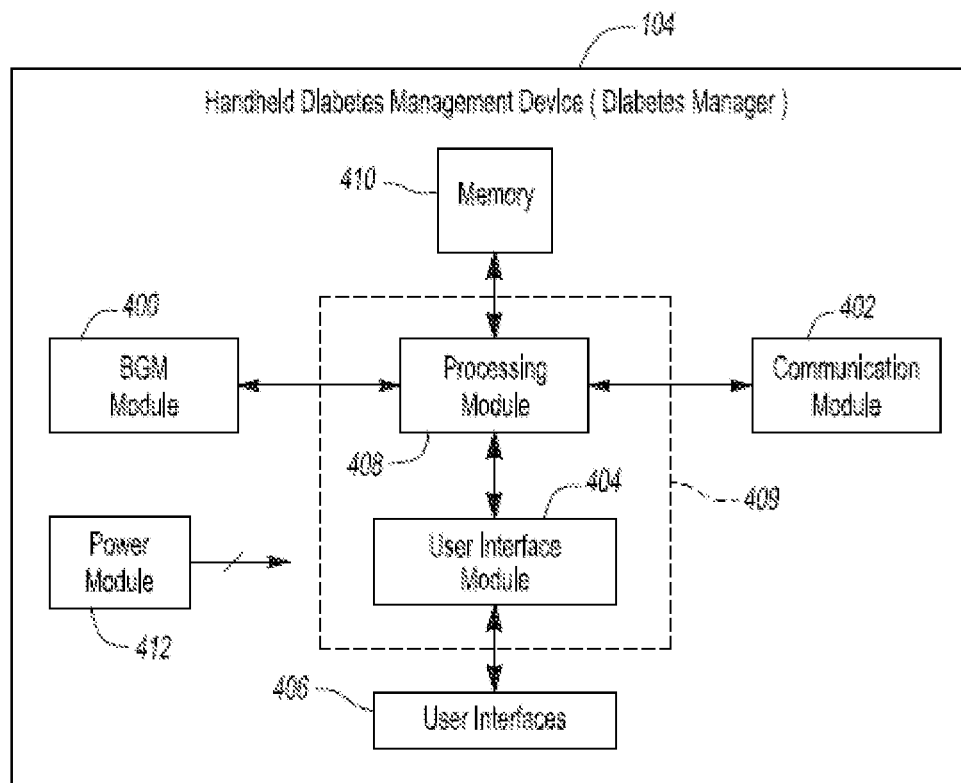 104
Handheld Diabetes Management Device ( Diabetes Manager )
410
Memory
400
BGM
Module
Processing
Module
402
Communication
Module
408
404
409
Power
Module
User Interface
Module
412
406
User Interfaces